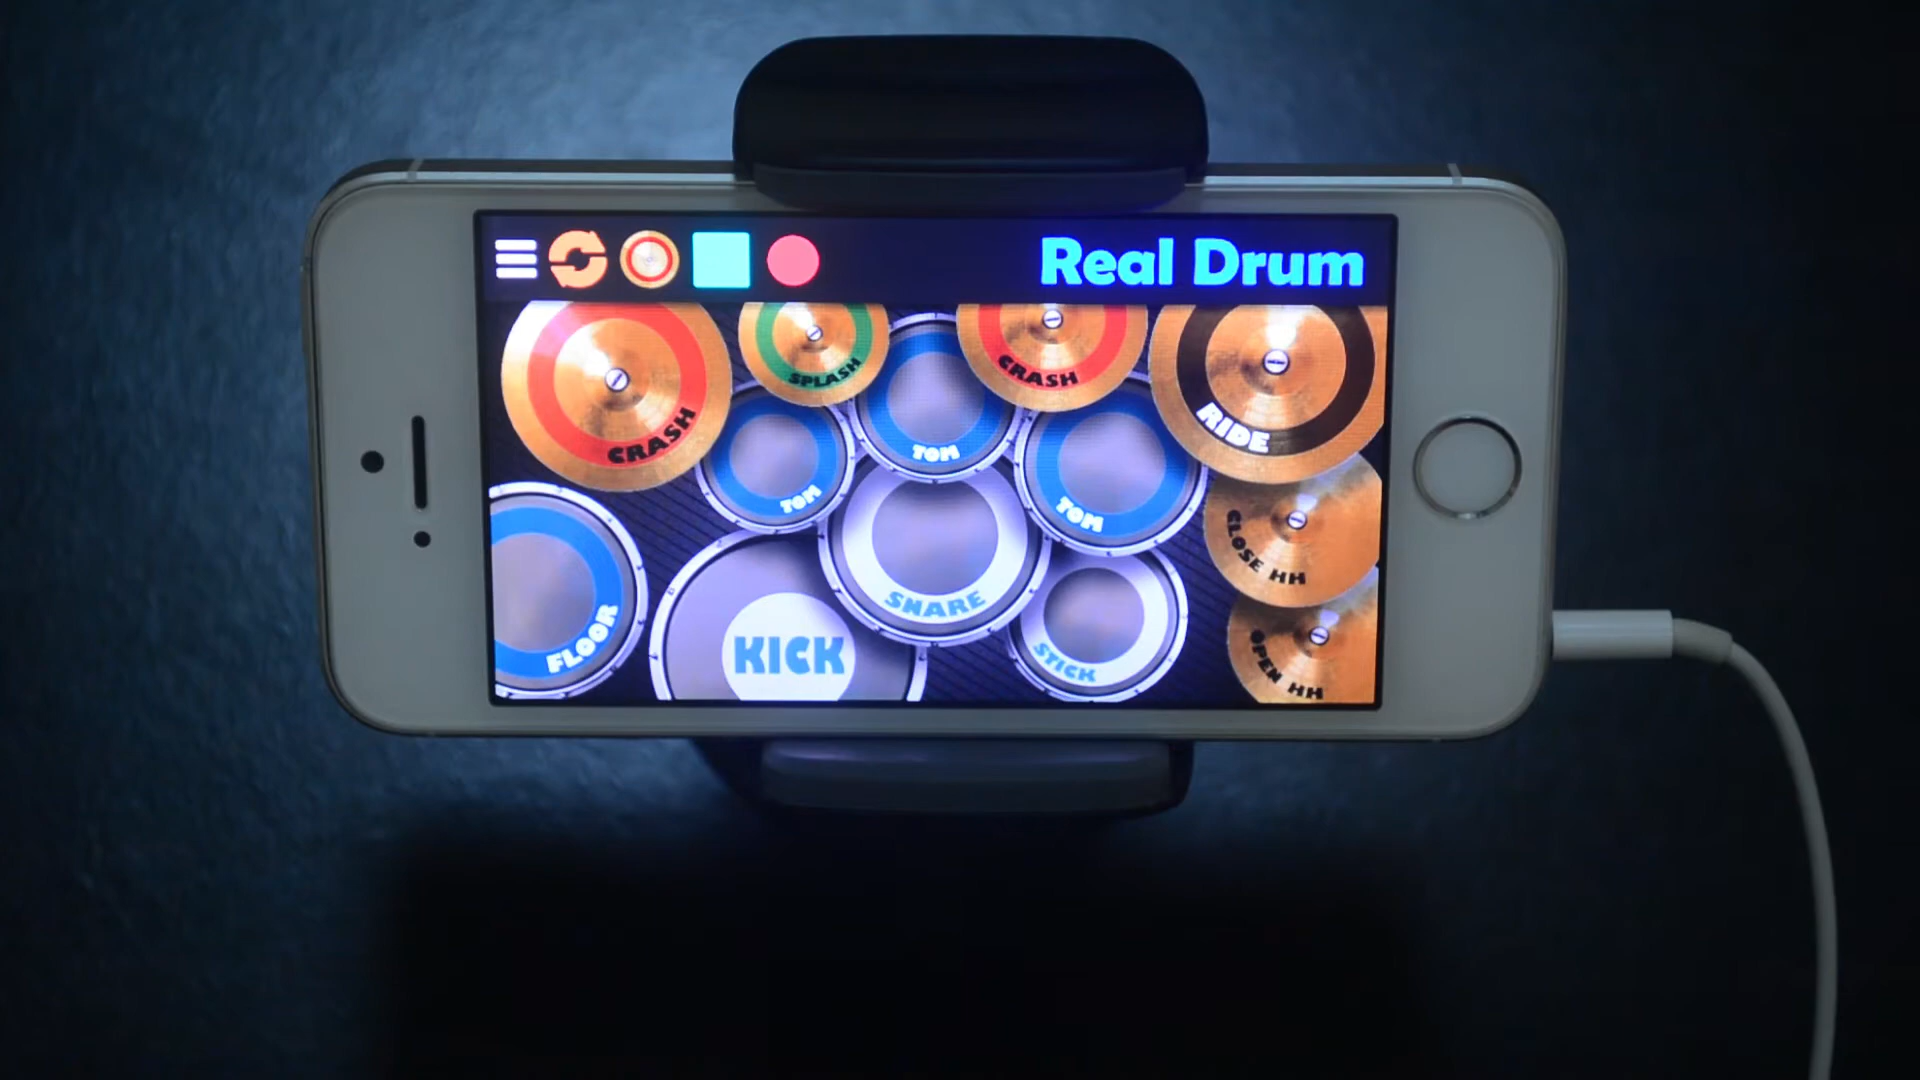 Real Drum
CRASH
SPLASH
CRASH
RIDE
TOM
TOM
TOM
CLOSE HH
FLOOR
KICK
SNARE
STICK
OPEN HH